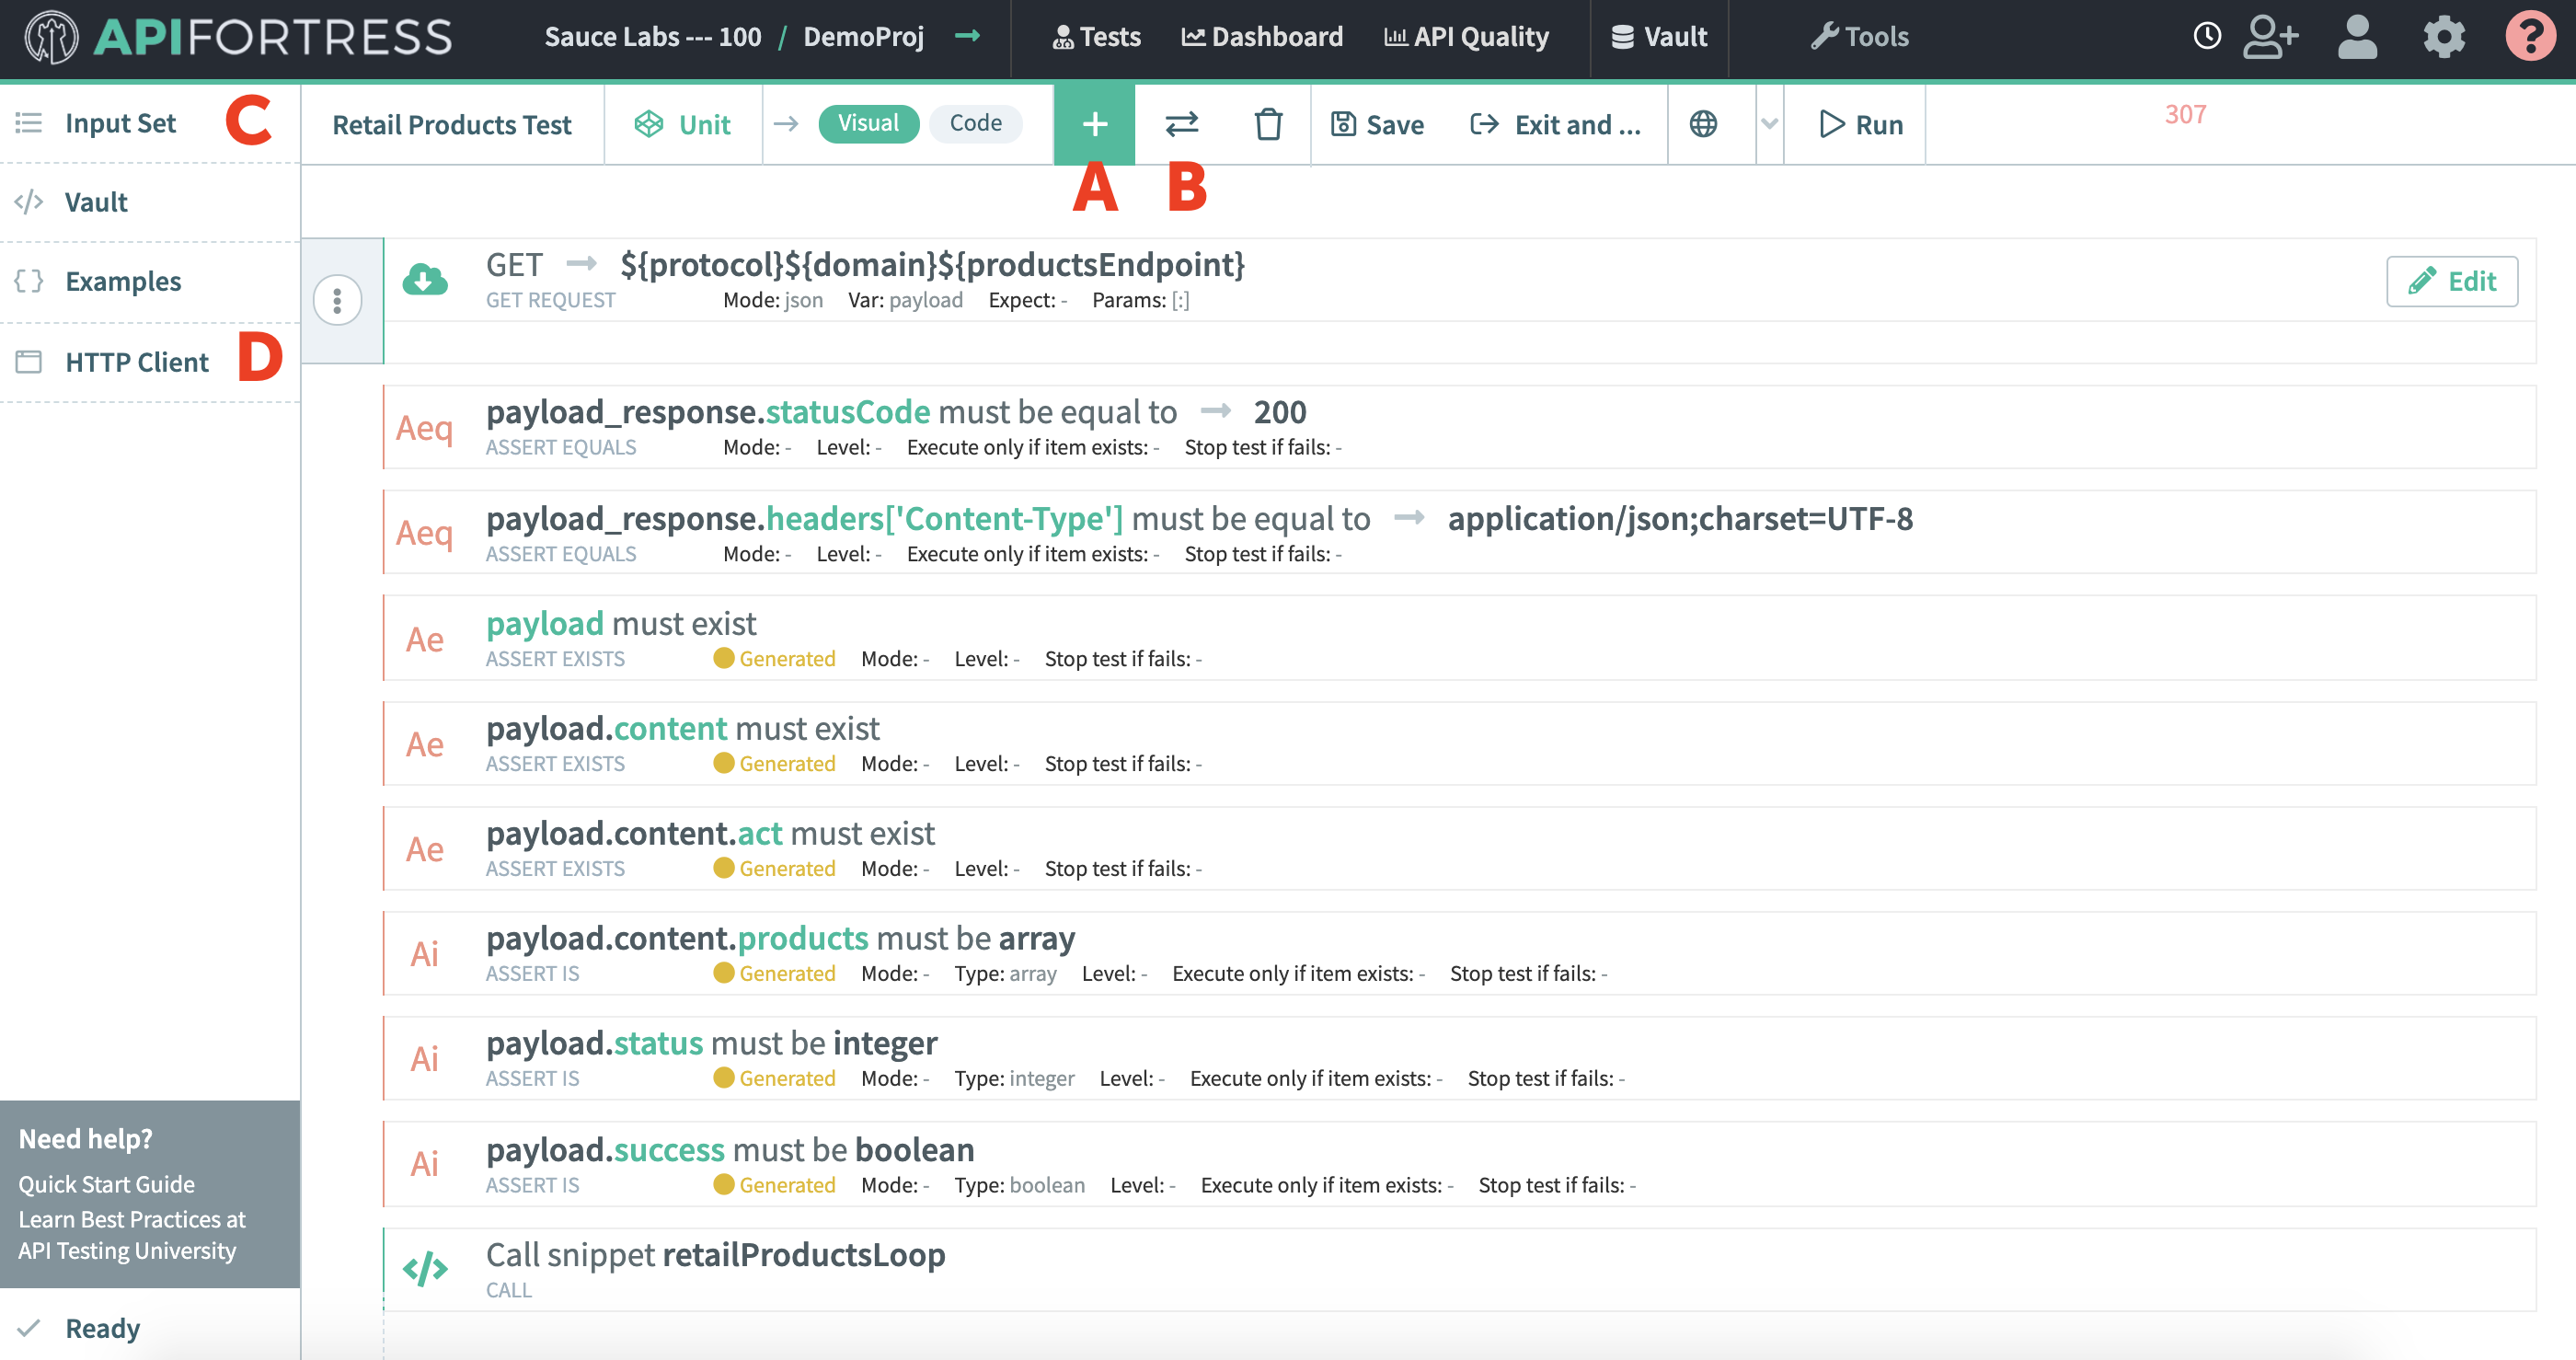 APIFORTRESS
Sauce Labs --- 100 / DemoProj
Tests
Dashboard
API Quality
Vault
Tools
?
Input Set C
Vault
Examples
HTTP Client D
Retail Products Test
Unit
Visual
Code
+
Save
Exit and ...
Run
307
A B
GET ${protocol}${domain}${productsEndpoint}
GET REQUEST Mode: json Var: payload Expect: - Params: [:]
Edit
Aeq payload_response.statusCode must be equal to 200
ASSERT EQUALS Mode: - Level: - Execute only if item exists: - Stop test if fails: -
Aeq payload_response.headers['Content-Type'] must be equal to application/json;charset=UTF-8
ASSERT EQUALS Mode: - Level: - Execute only if item exists: - Stop test if fails: -
Ae payload must exist
ASSERT EXISTS Generated Mode: - Level: - Stop test if fails: -
Ae payload.content must exist
ASSERT EXISTS Generated Mode: - Level: - Stop test if fails: -
Ae payload.content.act must exist
ASSERT EXISTS Generated Mode: - Level: - Stop test if fails: -
Ai payload.content.products must be array
ASSERT IS Generated Mode: - Type: array Level: - Execute only if item exists: - Stop test if fails: -
Ai payload.status must be integer
ASSERT IS Generated Mode: - Type: integer Level: - Execute only if item exists: - Stop test if fails: -
Ai payload.success must be boolean
ASSERT IS Generated Mode: - Type: boolean Level: - Execute only if item exists: - Stop test if fails: -
</> Call snippet retailProductsLoop
CALL
Need help?
Quick Start Guide
Learn Best Practices at
API Testing University
Ready